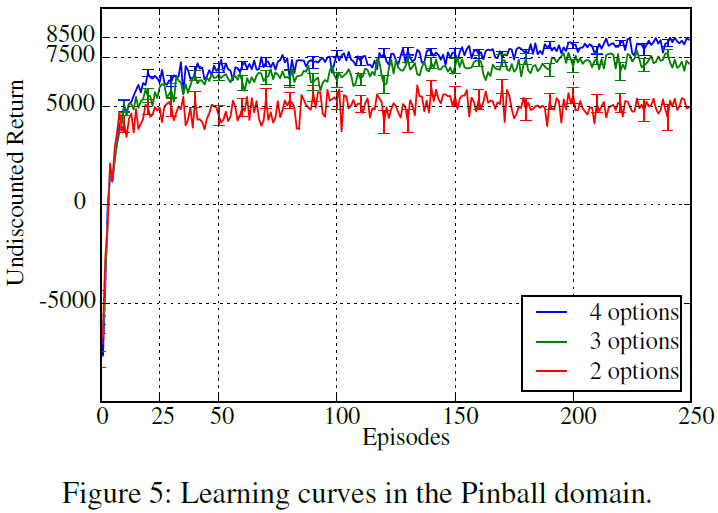 8500
7500
5000
0
-5000
Undiscounted Return
4 options
3 options
2 options
0 25 50 100 150 200 250
Episodes
Figure 5: Learning curves in the Pinball domain.